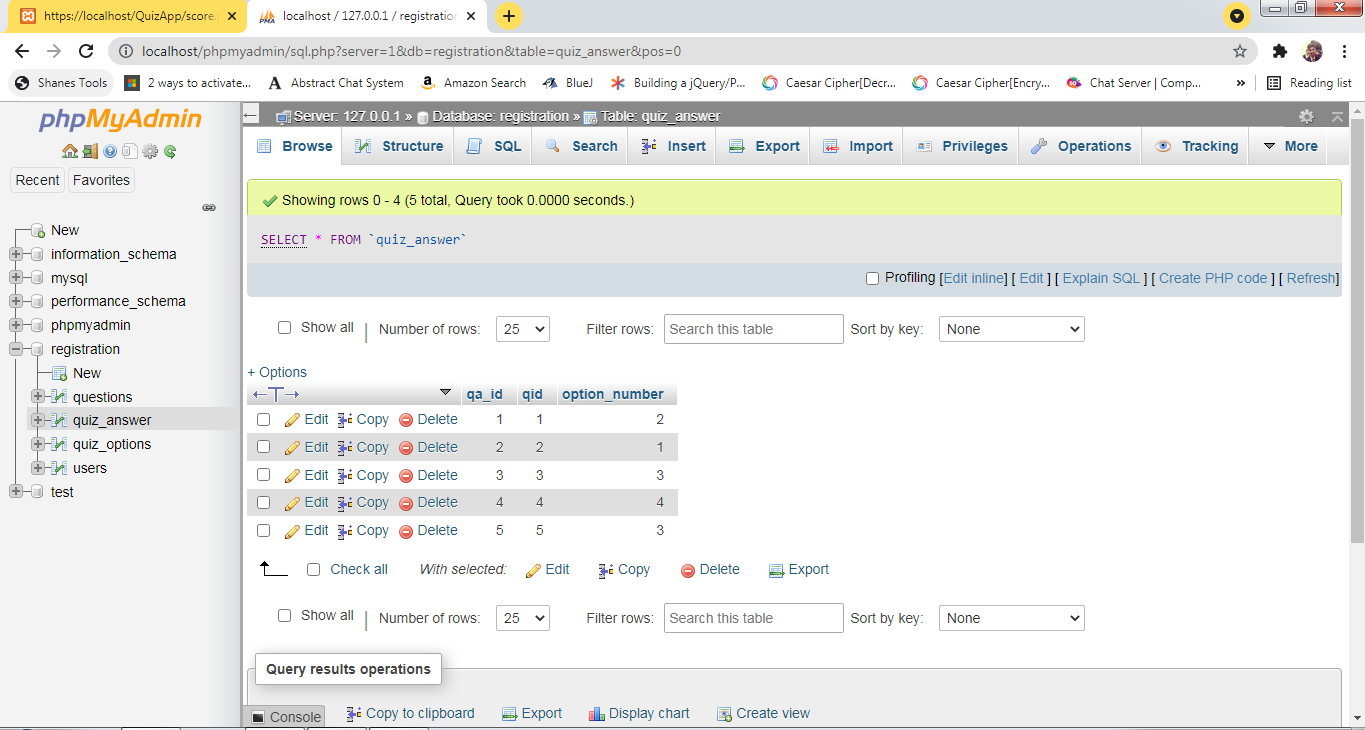 https://localhost/QuizApp/score.
localhost / 127.0.0.1 / registration
localhost/phpmyadmin/sql.php?server=1&db=registration&table=quiz_answer&pos=0
Shanes Tools 2 ways to activate... Abstract Chat System Amazon Search BlueJ Building a jQuery/P... Caesar Cipher[Decr... Caesar Cipher[Encry... Chat Server | Comp... » Reading list
phpMyAdmin
Recent Favorites
New
information_schema
mysql
performance_schema
phpmyadmin
registration
New
questions
quiz_answer
quiz_options
users
test
Server: 127.0.0.1 » Database: registration » Table: quiz_answer
Browse Structure SQL Search Insert Export Import Privileges Operations Tracking More
Showing rows 0 - 4 (5 total, Query took 0.0000 seconds.)
SELECT * FROM `quiz_answer`
Profiling [Edit inline] [ Edit ] [ Explain SQL ] [ Create PHP code ] [ Refresh]
Show all | Number of rows: 25 Filter rows: Search this table Sort by key: None
+ Options
←T→ qa_id qid option_number
Edit Copy Delete 1 1 2
Edit Copy Delete 2 2 1
Edit Copy Delete 3 3 3
Edit Copy Delete 4 4 4
Edit Copy Delete 5 5 3
Check all With selected: Edit Copy Delete Export
Show all | Number of rows: 25 Filter rows: Search this table Sort by key: None
Query results operations
Console Copy to clipboard Export Display chart Create view